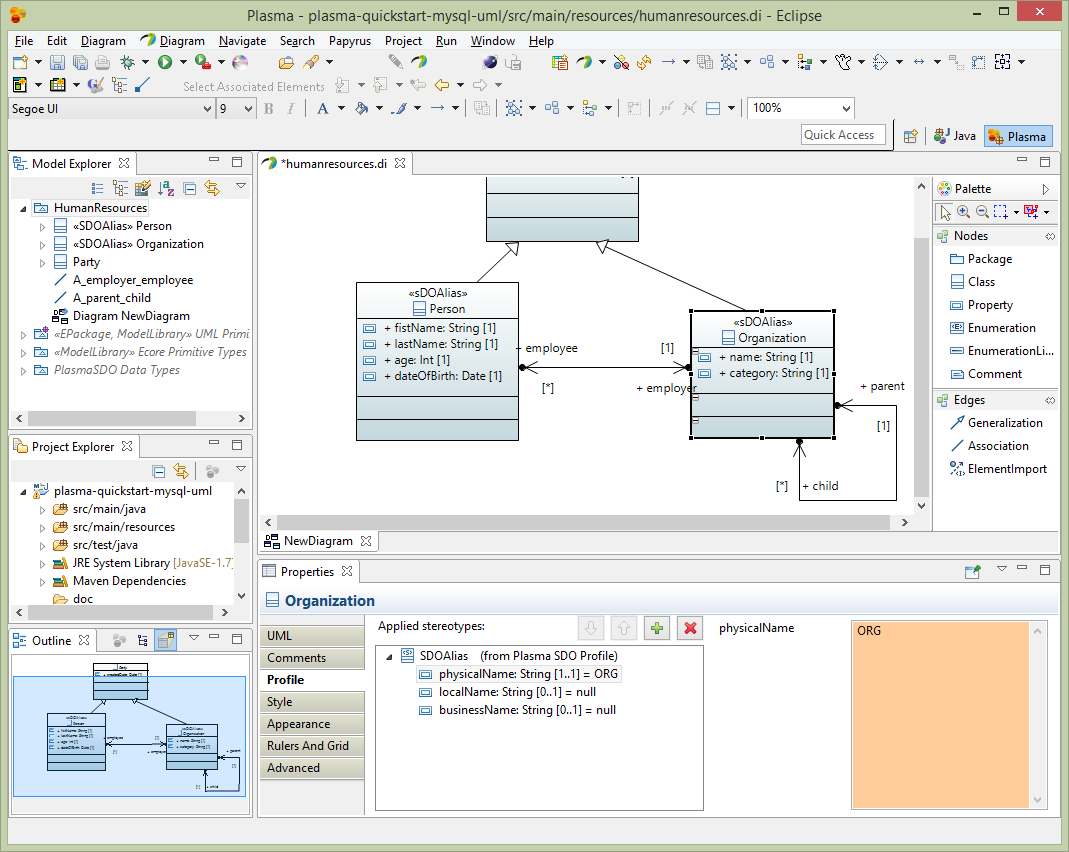 Plasma - plasma-quickstart-mysql-uml/src/main/resources/humanresources.di - Eclipse
File Edit Diagram Diagram Navigate Search Papyrus Project Run Window Help
Select Associated Elements
Segoe UI 9 B I A 100%
Quick Access Java Plasma
Model Explorer
HumanResources
«SDOAlias» Person
«SDOAlias» Organization
Party
A_employer_employee
A_parent_child
Diagram NewDiagram
«EPackage, ModelLibrary» UML Primi
«ModelLibrary» Ecore Primitive Types
PlasmaSDO Data Types
Project Explorer
plasma-quickstart-mysql-uml
src/main/java
src/main/resources
src/test/java
JRE System Library [JavaSE-1.7]
Maven Dependencies
doc
Outline
*humanresources.di
«sDOAlias»
Person
+ fistName: String [1]
+ lastName: String [1]
+ age: Int [1]
+ dateOfBirth: Date [1]
+ employee
[1]
[*]
+ employer
«sDOAlias»
Organization
+ name: String [1]
+ category: String [1]
+ parent
[1]
[*]
+ child
NewDiagram
Palette
Nodes
Package
Class
Property
Enumeration
EnumerationLi...
Comment
Edges
Generalization
Association
ElementImport
Properties
Organization
UML
Comments
Profile
Style
Appearance
Rulers And Grid
Advanced
Applied stereotypes:
SDOAlias (from Plasma SDO Profile)
physicalName: String [1..1] = ORG
localName: String [0..1] = null
businessName: String [0..1] = null
physicalName
ORG